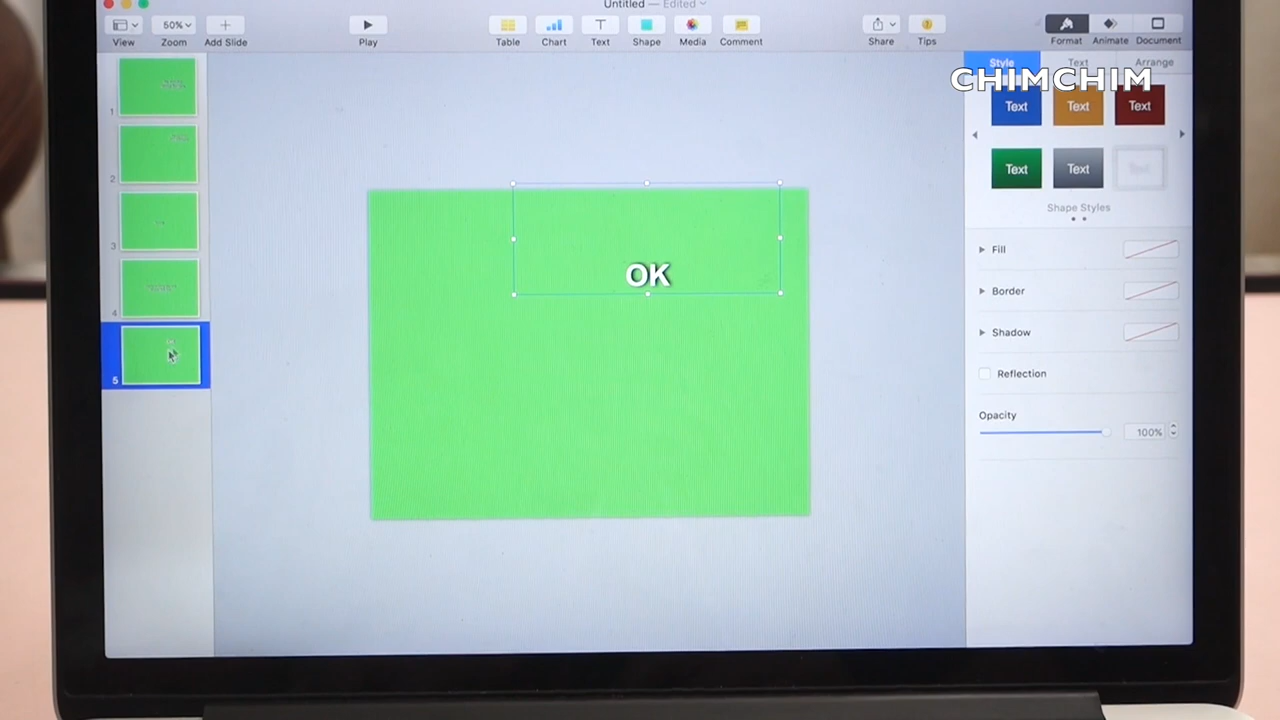 Untitled — Edited
View
50%
Zoom
Add Slide
Play
Table
Chart
Text
Shape
Media
Comment
Share
Tips
Format
Animate
Document
Style
Text
Arrange
CHIMCHIM
Text
Text
Text
Text
Text
Text
Shape Styles
Fill
Border
Shadow
Reflection
Opacity
100%
OK
1
2
3
4
5